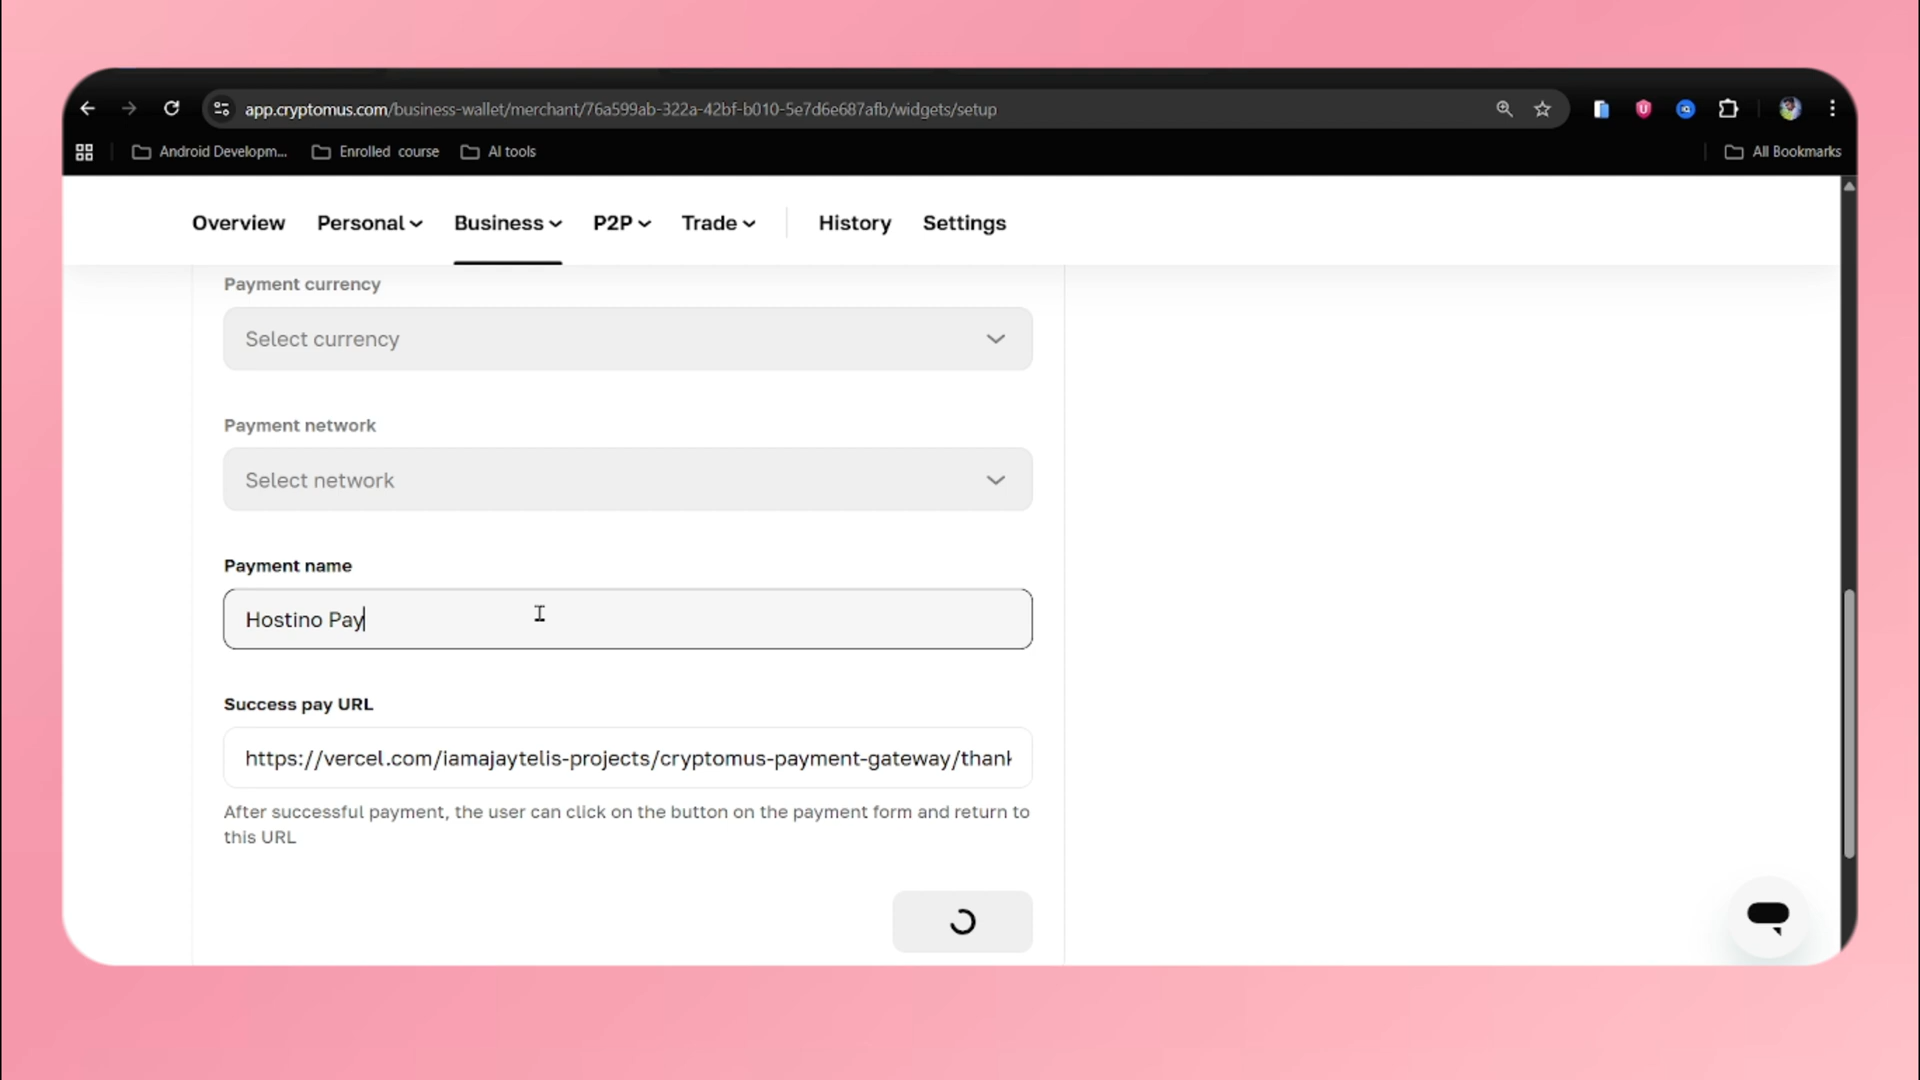 app.cryptomus.com/business-wallet/merchant/76a599ab-322a-42bf-b010-5e7d6e687afb/widgets/setup
Android Developm... Enrolled course AI tools All Bookmarks
Overview Personal Business P2P Trade History Settings
Payment currency
Select currency
Payment network
Select network
Payment name
Hostino Pay
Success pay URL
https://vercel.com/iamajaytelis-projects/cryptomus-payment-gateway/thank
After successful payment, the user can click on the button on the payment form and return to
this URL